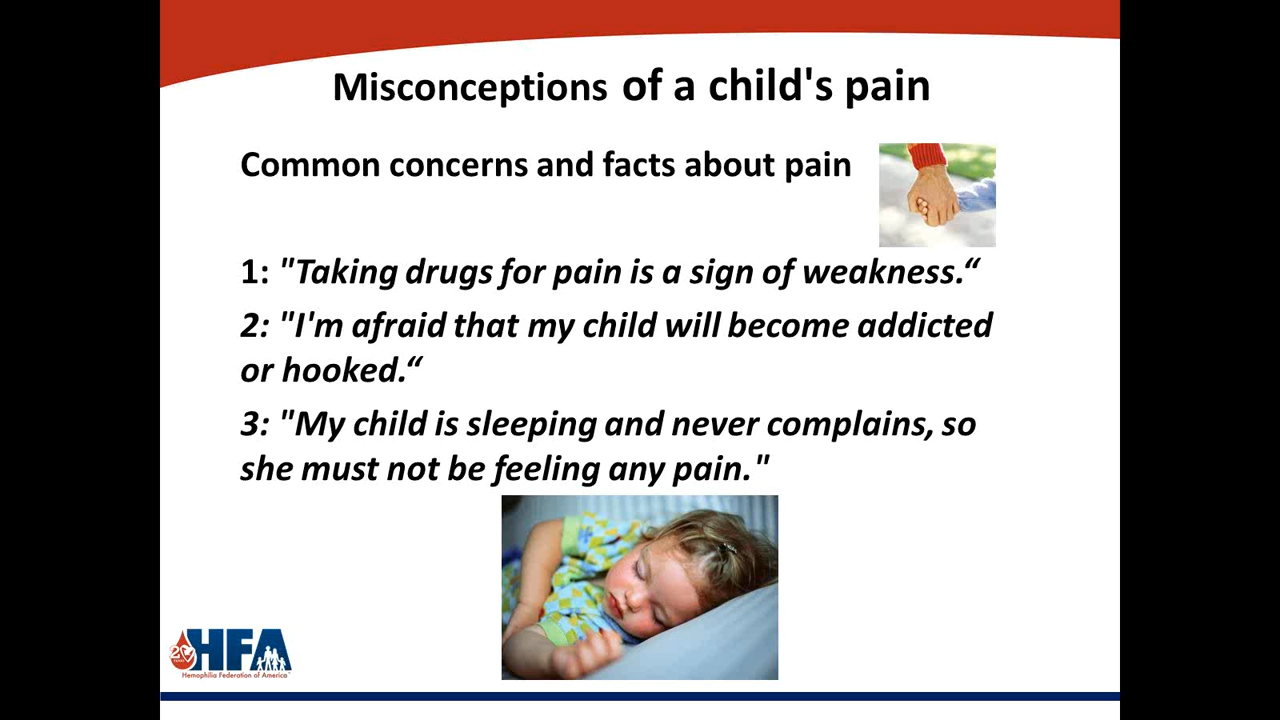 Misconceptions of a child's pain
Common concerns and facts about pain
1: "Taking drugs for pain is a sign of weakness.“
2: "I'm afraid that my child will become addicted
or hooked.“
3: "My child is sleeping and never complains, so
she must not be feeling any pain."
20 YEARS
HFA
Hemophilia Federation of America